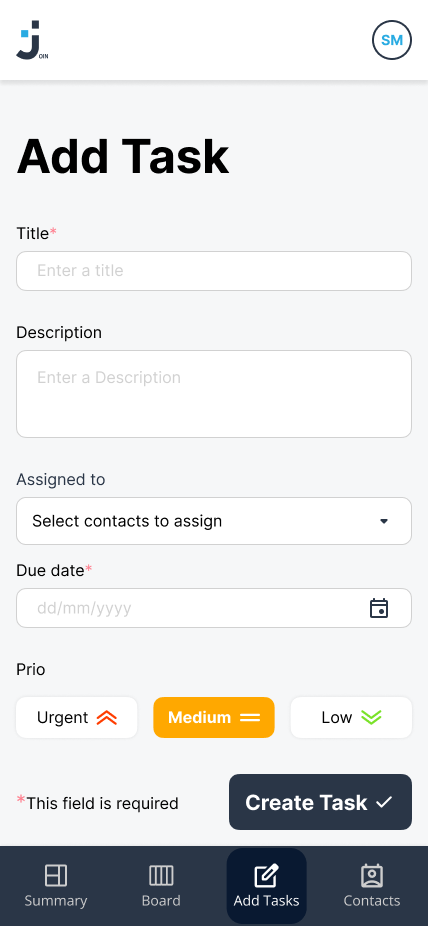 OIN
SM
Add Task
Title*
Enter a title
Description
Enter a Description
Assigned to
Select contacts to assign
Due date*
dd/mm/yyyy
Prio
Urgent Medium Low
*This field is required
Create Task
Summary Board Add Tasks Contacts